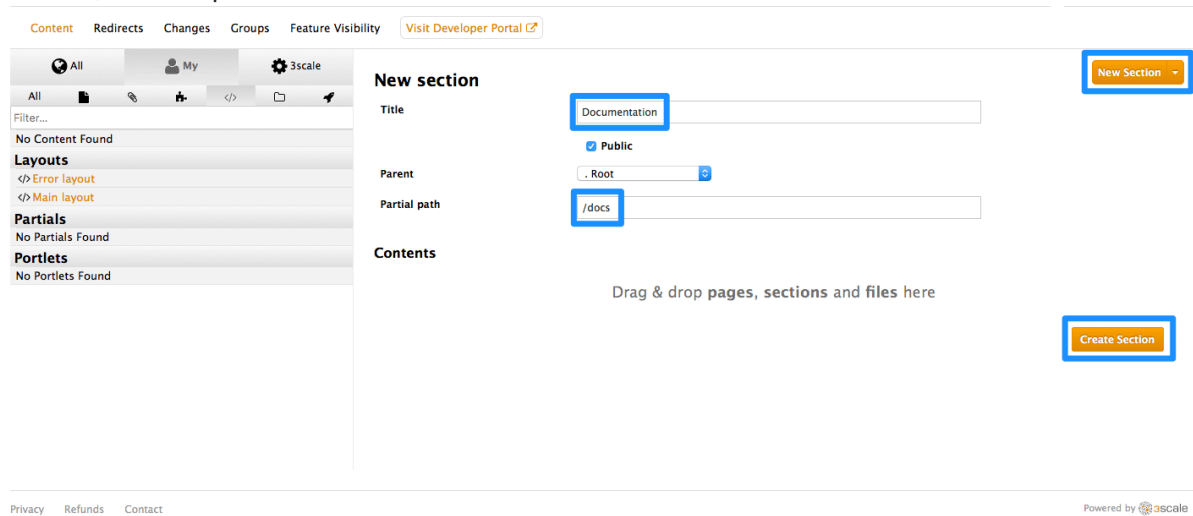 Content Redirects Changes Groups Feature Visibility Visit Developer Portal
All My 3scale
All
Filter...
No Content Found
Layouts
</> Error layout
</> Main layout
Partials
No Partials Found
Portlets
No Portlets Found
New section
New Section
Title Documentation
Public
Parent . Root
Partial path /docs
Contents
Drag & drop pages, sections and files here
Create Section
Privacy Refunds Contact
Powered by 3scale